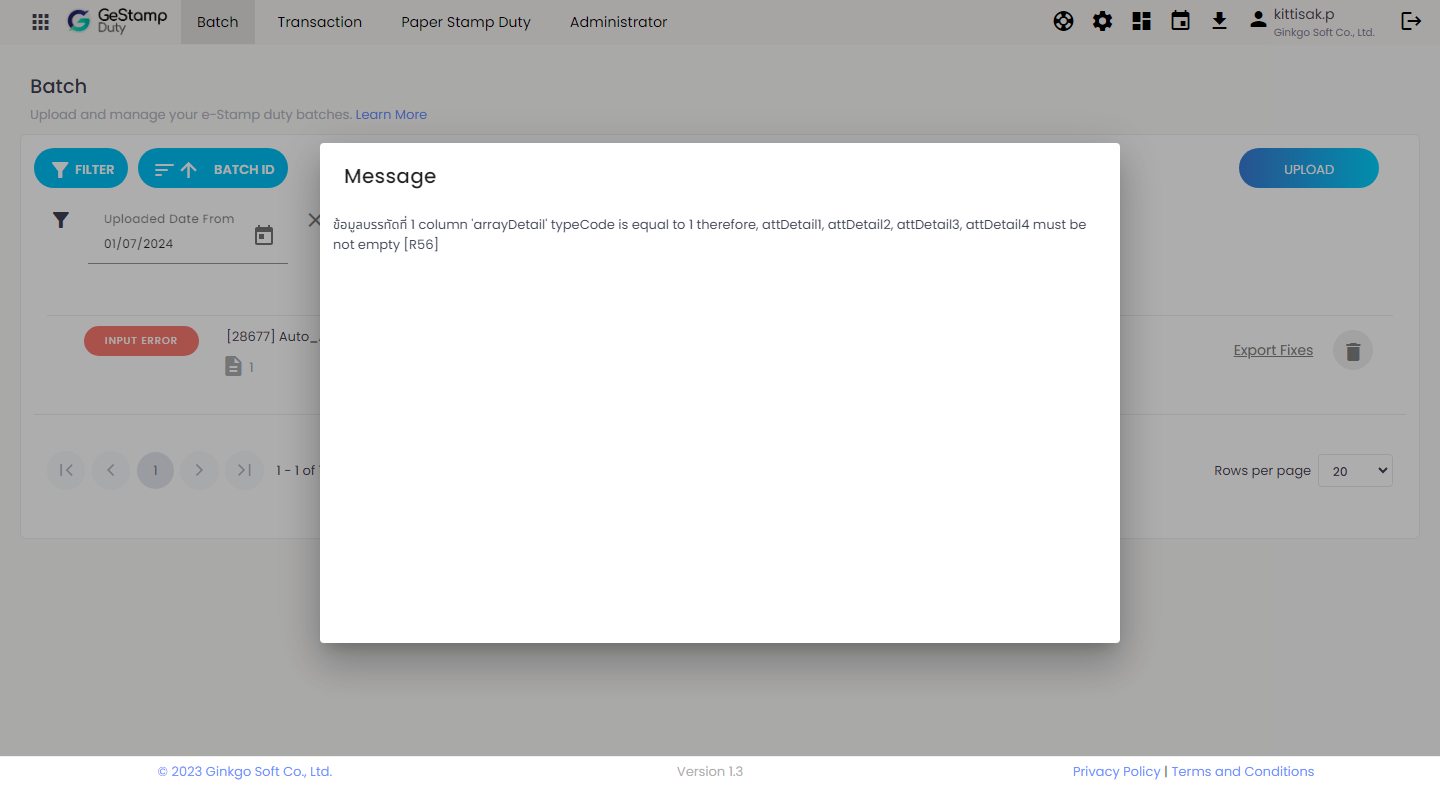 GeStamp
Duty
Batch
Transaction
Paper Stamp Duty
Administrator
kittisak.p
Ginkgo Soft Co., Ltd.
Batch
Upload and manage your e-Stamp duty batches. Learn More
FILTER
BATCH ID
UPLOAD
Message
Uploaded Date From
01/07/2024
ข้อมูลบรรทัดที่ 1 column 'arrayDetail' typeCode is equal to 1 therefore, attDetail1, attDetail2, attDetail3, attDetail4 must be
not empty [R56]
INPUT ERROR
[28677] Auto_
1
Export Fixes
1
1 - 1 of
Rows per page
20
© 2023 Ginkgo Soft Co., Ltd.
Version 1.3
Privacy Policy | Terms and Conditions